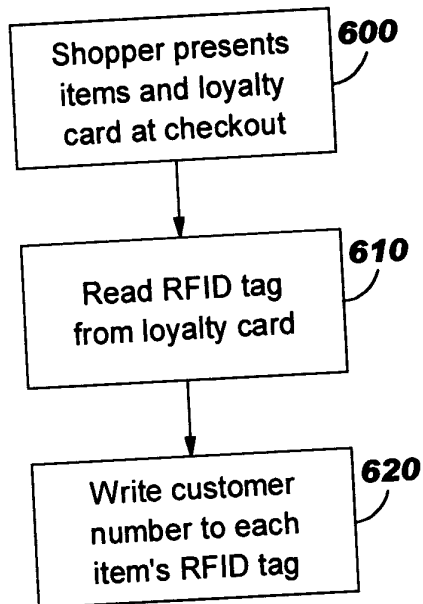 Shopper presents
items and loyalty
card at checkout
600
Read RFID tag
from loyalty card
610
Write customer
number to each
item's RFID tag
620